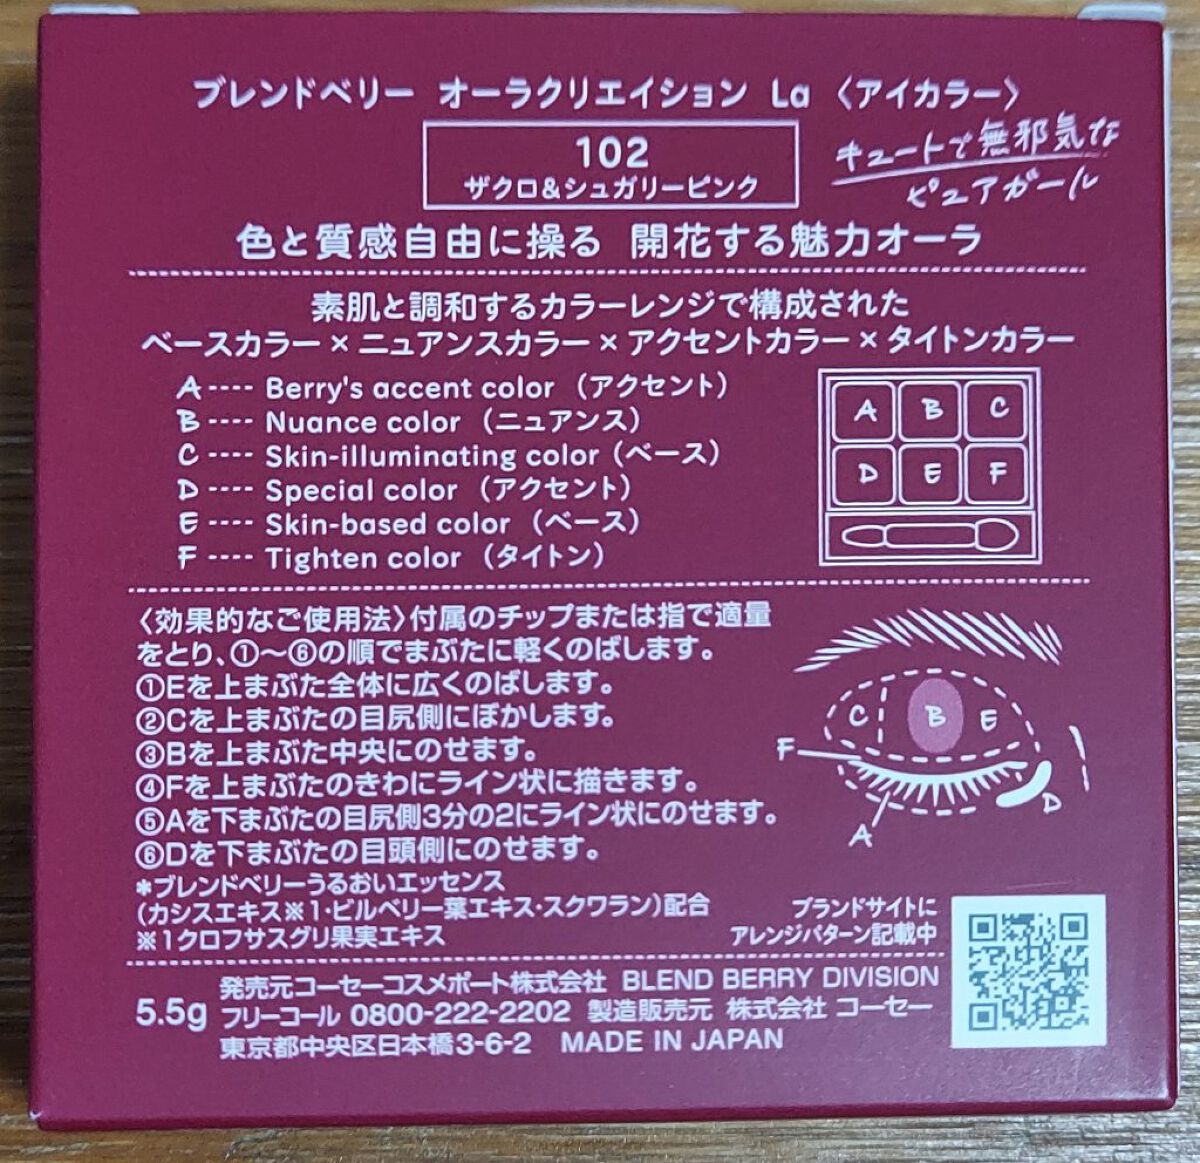 ブレンドベリー オーラクリエイション La 〈アイカラー〉
102
ザクロ&シュガリーピンク
キュートで無邪気な
ピュアガール
色と質感自由に操る 開花する魅力オーラ
素肌と調和するカラーレンジで構成された
ベースカラー×ニュアンスカラー×アクセントカラー×タイトンカラー
A---- Berry's accent color (アクセント)
B---- Nuance color (ニュアンス)
C---- Skin-illuminating color (ベース)
D---- Special color (アクセント)
E---- Skin-based color (ベース)
F---- Tighten color (タイトン)
A B C
D E F
〈効果的なご使用法〉付属のチップまたは指で適量
をとり、①〜⑥の順でまぶたに軽くのばします。
①Eを上まぶた全体に広くのばします。
②Cを上まぶたの目尻側にぼかします。
③Bを上まぶた中央にのせます。
④Fを上まぶたのきわにライン状に描きます。
⑤Aを下まぶたの目尻側3分の2にライン状にのせます。
⑥Dを下まぶたの目頭側にのせます。
C B E
F
D
A
*ブレンドベリーうるおいエッセンス
(カシスエキス※1・ビルベリー葉エキス・スクワラン)配合
※1クロフサスグリ果実エキス
ブランドサイトに
アレンジパターン記載中
5.5g
発売元コーセーコスメポート株式会社 BLEND BERRY DIVISION
フリーコール 0800-222-2202 製造販売元 株式会社 コーセー
東京都中央区日本橋3-6-2 MADE IN JAPAN